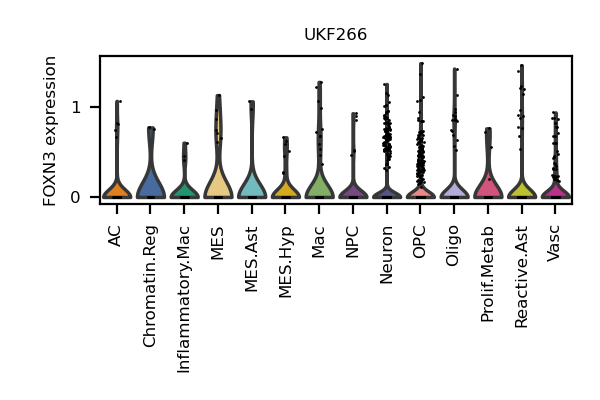 UKF266
FOXN3 expression
1
0
AC
Chromatin.Reg
Inflammatory.Mac
MES
MES.Ast
MES.Hyp
Mac
NPC
Neuron
OPC
Oligo
Prolif.Metab
Reactive.Ast
Vasc